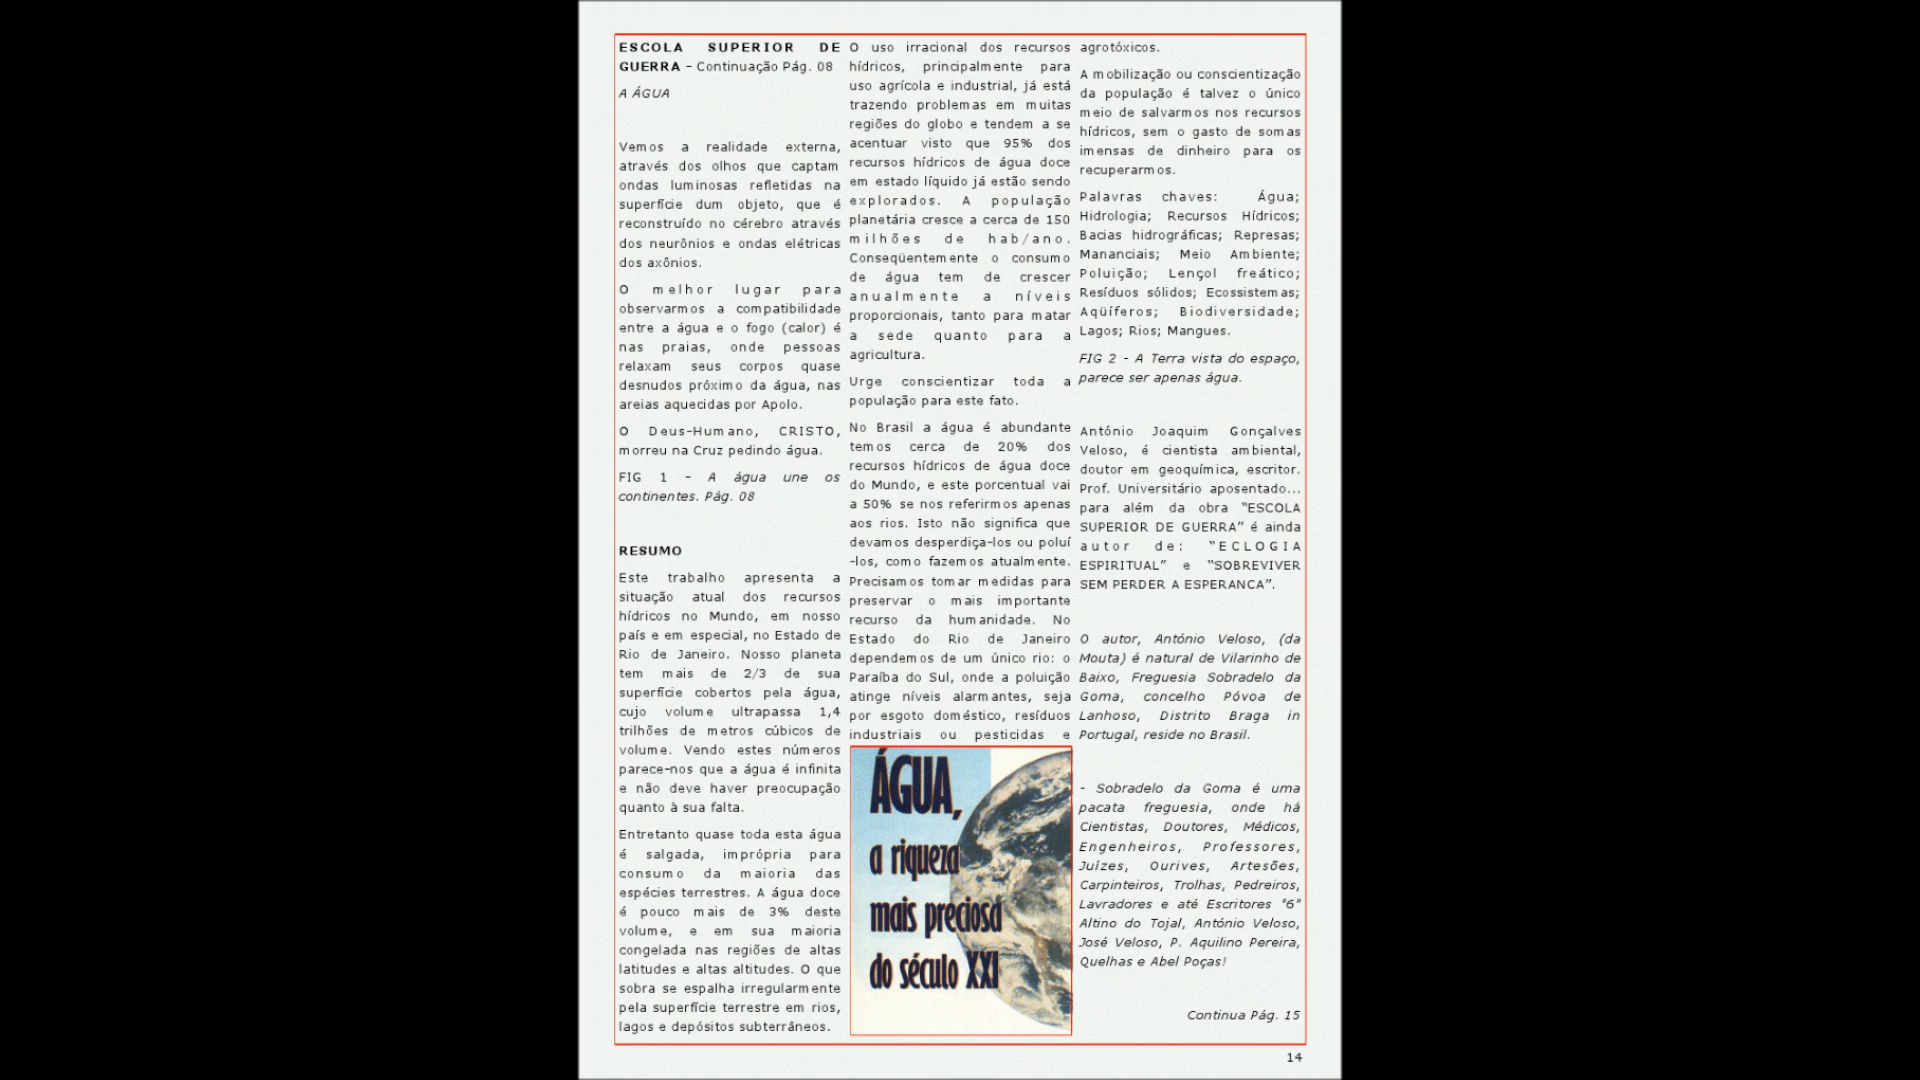 ESCOLA SUPERIOR DE
GUERRA – Continuação Pág. 08
A ÁGUA
Vemos a realidade externa,
através dos olhos que captam
ondas luminosas refletidas na
superfície dum objeto, que é
reconstruído no cérebro através
dos neurônios e ondas elétricas
dos axônios.
O melhor lugar para
observarmos a compatibilidade
entre a água e o fogo (calor) é
nas praias, onde pessoas
relaxam seus corpos quase
desnudos próximo da água, nas
areias aquecidas por Apolo.
O Deus-Humano, CRISTO,
morreu na Cruz pedindo água.
FIG 1 – A água une os
continentes. Pág. 08
RESUMO
Este trabalho apresenta a
situação atual dos recursos
hídricos no Mundo, em nosso
país e em especial, no Estado de
Rio de Janeiro. Nosso planeta
tem mais de 2/3 de sua
superfície cobertos pela água,
cujo volume ultrapassa 1,4
trilhões de metros cúbicos de
volume. Vendo estes números
parece-nos que a água é infinita
e não deve haver preocupação
quanto à sua falta.
Entretanto quase toda esta água
é salgada, imprópria para
consumo da maioria das
espécies terrestres. A água doce
é pouco mais de 3% deste
volume, e em sua maioria
congelada nas regiões de altas
latitudes e altas altitudes. O que
sobra se espalha irregularmente
pela superfície terrestre em rios,
lagos e depósitos subterrâneos.
O uso irracional dos recursos
hídricos, principalmente para
uso agrícola e industrial, já está
trazendo problemas em muitas
regiões do globo e tendem a se
acentuar visto que 95% dos
recursos hídricos de água doce
em estado líquido já estão sendo
explorados. A população
planetária cresce a cerca de 150
milhões de hab/ano.
Conseqüentemente o consumo
de água tem de crescer
anualmente a níveis
proporcionais, tanto para matar
a sede quanto para a
agricultura.
Urge conscientizar toda a
população para este fato.
No Brasil a água é abundante
temos cerca de 20% dos
recursos hídricos de água doce
do Mundo, e este porcentual vai
a 50% se nos referirmos apenas
aos rios. Isto não significa que
devamos desperdiça-los ou poluí
-los, como fazemos atualmente.
Precisamos tomar medidas para
preservar o mais importante
recurso da humanidade. No
Estado do Rio de Janeiro
dependemos de um único rio: o
Paraíba do Sul, onde a poluição
atinge níveis alarmantes, seja
por esgoto doméstico, resíduos
industriais ou pesticidas e
ÁGUA,
a riqueza
mais preciosa
do século XXI
agrotóxicos.
A mobilização ou conscientização
da população é talvez o único
meio de salvarmos nos recursos
hídricos, sem o gasto de somas
imensas de dinheiro para os
recuperarmos.
Palavras chaves: Água;
Hidrologia; Recursos Hídricos;
Bacias hidrográficas; Represas;
Mananciais; Meio Ambiente;
Poluição; Lençol freático;
Resíduos sólidos; Ecossistemas;
Aqüíferos; Biodiversidade;
Lagos; Rios; Mangues.
FIG 2 - A Terra vista do espaço,
parece ser apenas água.
António Joaquim Gonçalves
Veloso, é cientista ambiental,
doutor em geoquímica, escritor.
Prof. Universitário aposentado...
para além da obra “ESCOLA
SUPERIOR DE GUERRA” é ainda
autor de: “ECLOGIA
ESPIRITUAL” e “SOBREVIVER
SEM PERDER A ESPERANCA”.
O autor, António Veloso, (da
Mouta) é natural de Vilarinho de
Baixo, Freguesia Sobradelo da
Goma, concelho Póvoa de
Lanhoso, Distrito Braga in
Portugal, reside no Brasil.
- Sobradelo da Goma é uma
pacata freguesia, onde há
Cientistas, Doutores, Médicos,
Engenheiros, Professores,
Juízes, Ourives, Artesões,
Carpinteiros, Trolhas, Pedreiros,
Lavradores e até Escritores "6"
Altino do Tojal, António Veloso,
José Veloso, P. Aquilino Pereira,
Quelhas e Abel Poças!
Continua Pág. 15
14